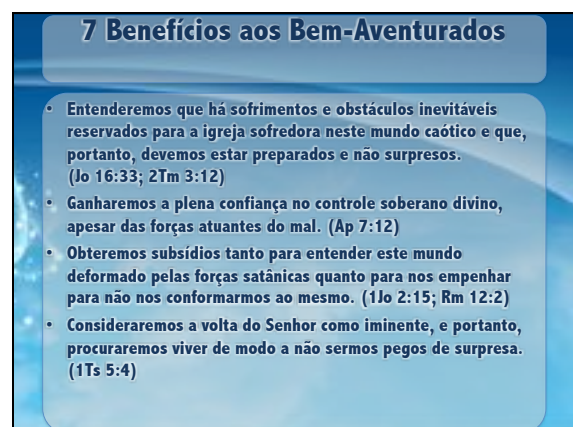 7 Benefícios aos Bem-Aventurados
• Entenderemos que há sofrimentos e obstáculos inevitáveis
reservados para a igreja sofredora neste mundo caótico e que,
portanto, devemos estar preparados e não surpresos.
(Jo 16:33; 2Tm 3:12)
• Ganharemos a plena confiança no controle soberano divino,
apesar das forças atuantes do mal. (Ap 7:12)
• Obteremos subsídios tanto para entender este mundo
deformado pelas forças satânicas quanto para nos empenhar
para não nos conformarmos ao mesmo. (1Jo 2:15; Rm 12:2)
• Consideraremos a volta do Senhor como iminente, e portanto,
procuraremos viver de modo a não sermos pegos de surpresa.
(1Ts 5:4)